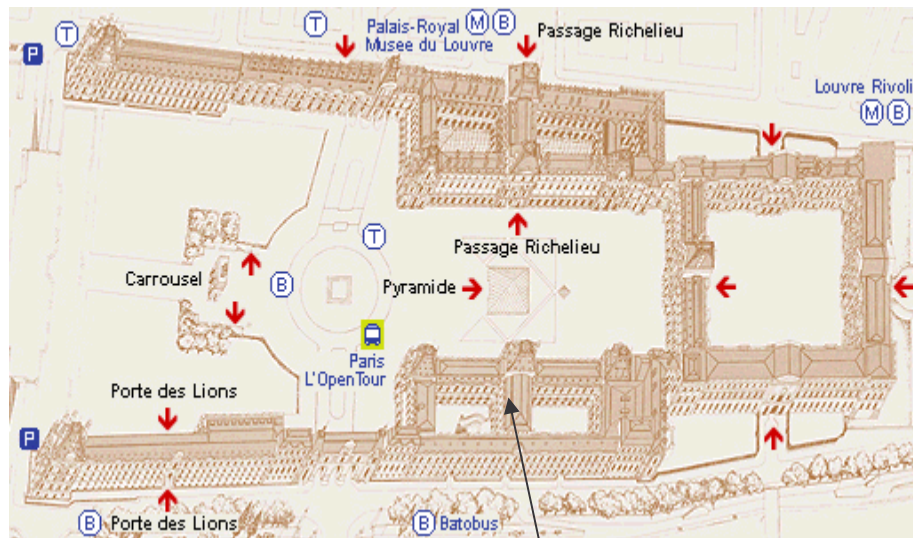 T
P
T
Palais-Royal M B
Musee du Louvre
Passage Richelieu
Louvre Rivoli
M B
T
Passage Richelieu
Carrousel
B
Pyramide
Paris
L'OpenTour
Porte des Lions
P
B Porte des Lions
B Batobus